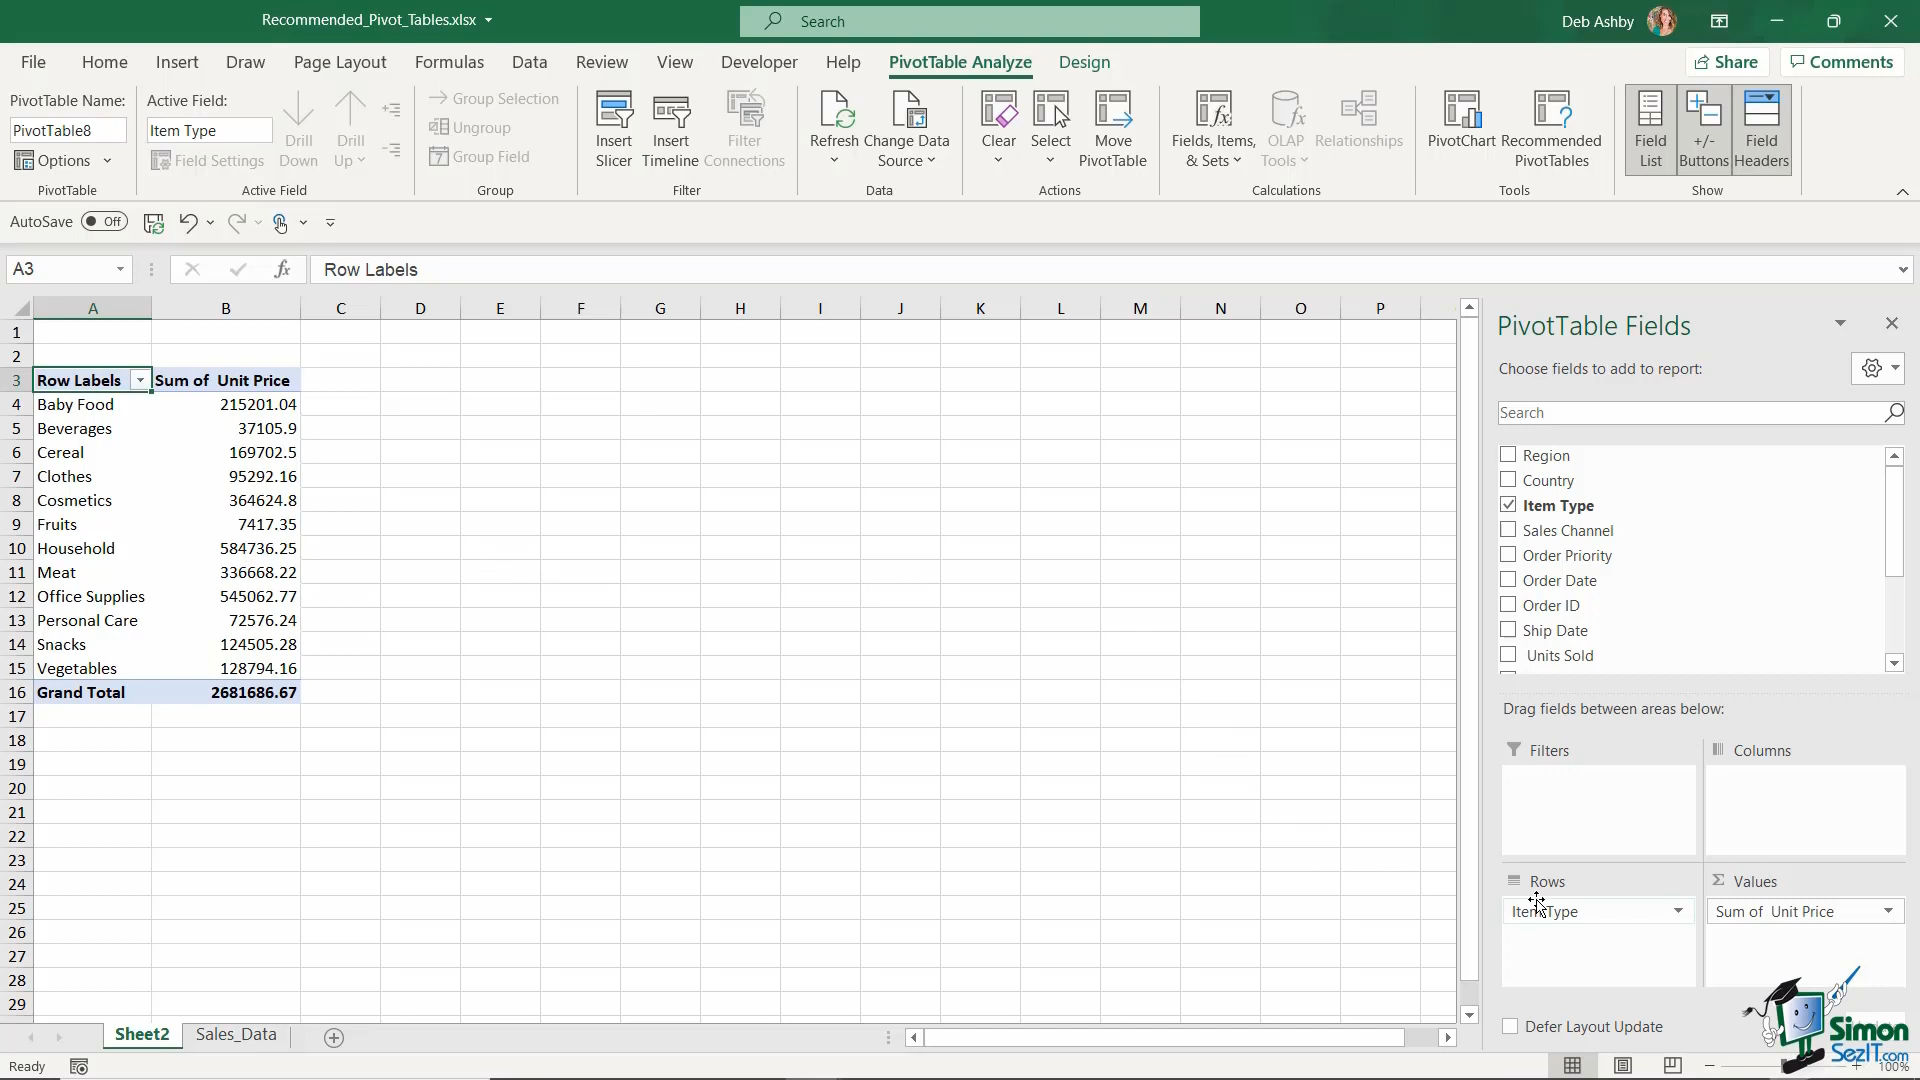 Recommended_Pivot_Tables.xlsx
Search
Deb Ashby
File Home Insert Draw Page Layout Formulas Data Review View Developer Help PivotTable Analyze Design
Share Comments
PivotTable Name:
PivotTable8
Options
PivotTable
Active Field:
Item Type
Field Settings
Drill Down
Drill Up
Active Field
Group Selection
Ungroup
Group Field
Group
Insert Slicer
Insert Timeline
Filter Connections
Filter
Refresh
Change Data Source
Data
Clear
Select
Move PivotTable
Actions
Fields, Items, & Sets
OLAP Tools
Relationships
Calculations
PivotChart
Recommended PivotTables
Tools
Field List
+/- Buttons
Field Headers
Show
AutoSave Off
A3
fx
Row Labels
A B C D E F G H I J K L M N O P
1
2
3 Row Labels Sum of Unit Price
4 Baby Food 215201.04
5 Beverages 37105.9
6 Cereal 169702.5
7 Clothes 95292.16
8 Cosmetics 364624.8
9 Fruits 7417.35
10 Household 584736.25
11 Meat 336668.22
12 Office Supplies 545062.77
13 Personal Care 72576.24
14 Snacks 124505.28
15 Vegetables 128794.16
16 Grand Total 2681686.67
17
18
19
20
21
22
23
24
25
26
27
28
29
PivotTable Fields
Choose fields to add to report:
Search
Region
Country
Item Type
Sales Channel
Order Priority
Order Date
Order ID
Ship Date
Units Sold
Drag fields between areas below:
Filters
Columns
Rows
Σ Values
Item Type
Sum of Unit Price
Defer Layout Update
Sheet2 Sales_Data
Ready
100%
Simon
SezIT.com